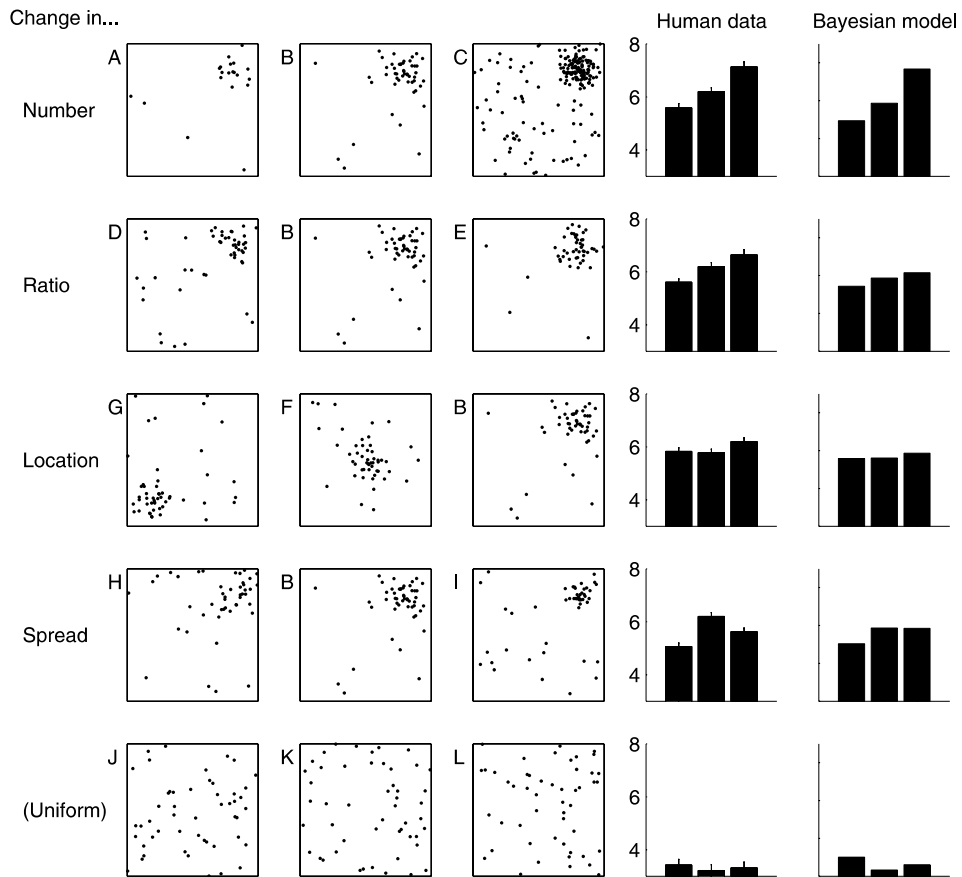 Change in... Human data Bayesian model
A B C 8
Number 6
4
D B E 8
Ratio 6
4
G F B 8
Location 6
4
H B I 8
Spread 6
4
J K L 8
(Uniform) 6
4